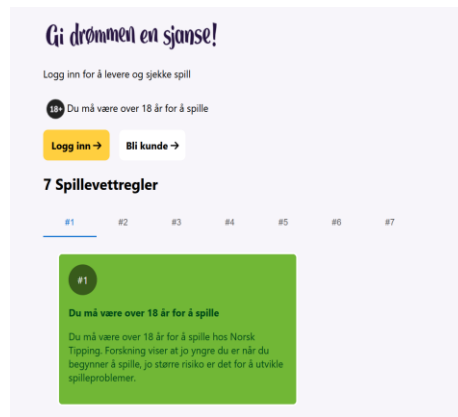 Gi drømmen en sjanse!
Logg inn for å levere og sjekke spill
18+ Du må være over 18 år for å spille
Logg inn → Bli kunde →
7 Spillevettregler
#1 #2 #3 #4 #5 #6 #7
#1
Du må være over 18 år for å spille
Du må være over 18 år for å spille hos Norsk
Tipping. Forskning viser at jo yngre du er når du
begynner å spille, jo større risiko er det for å utvikle
spilleproblemer.